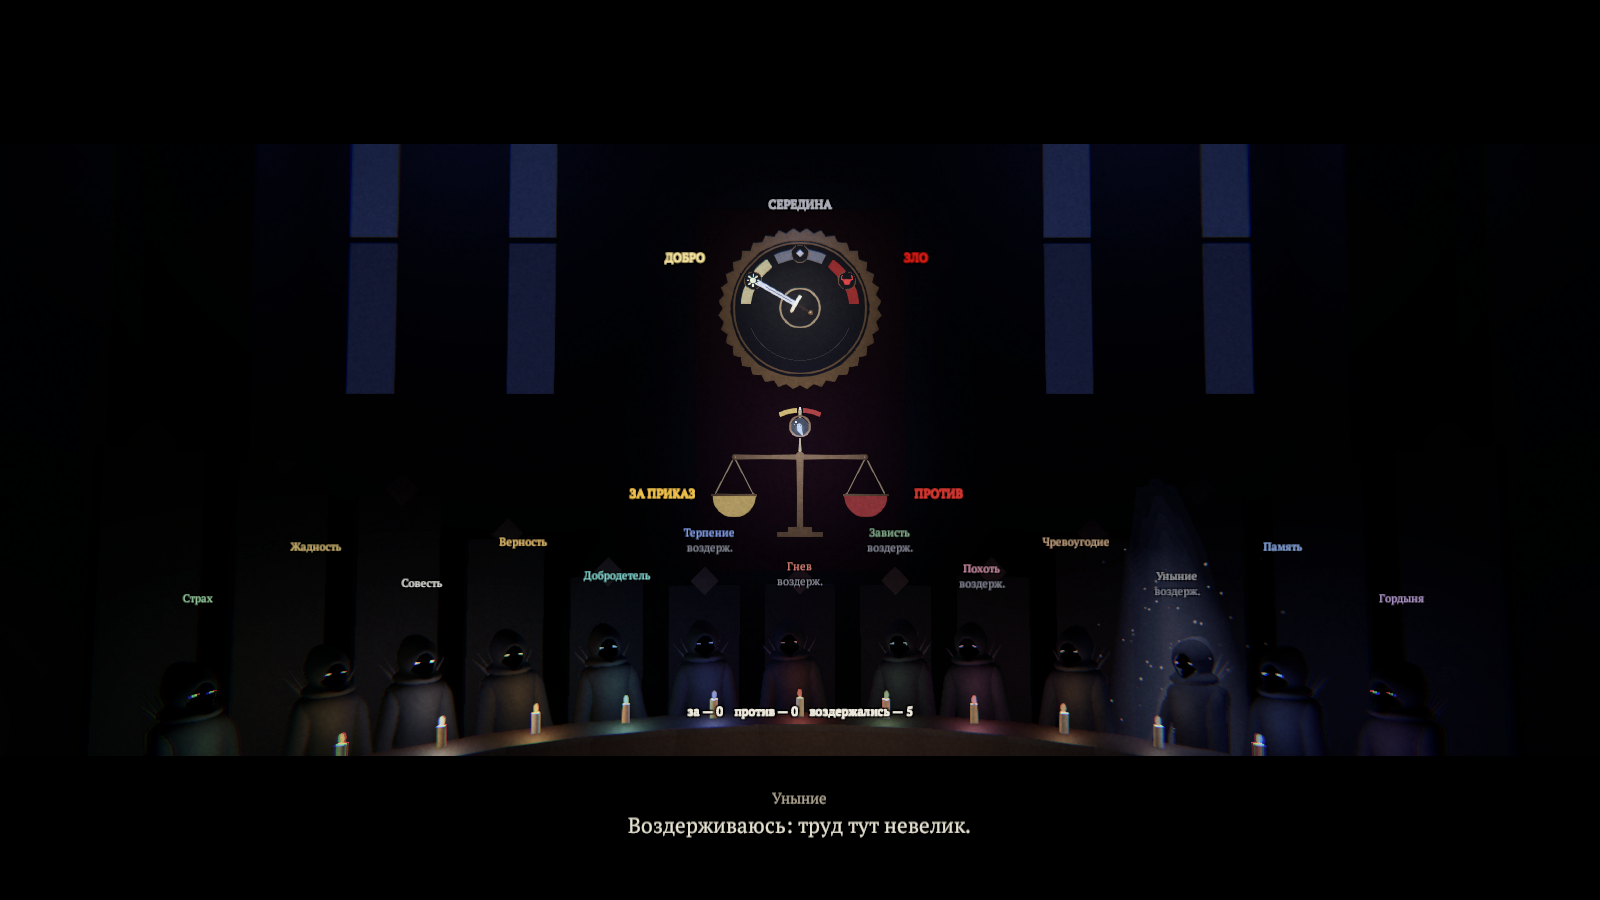 СЕРЕДИНА
ДОБРО
ЗЛО
ЗА ПРИКАЗ
ПРОТИВ
Терпение
воздерж.
Зависть
воздерж.
Жадность
Верность
Чревоугодие
Память
Гнев
воздерж.
Совесть
Добродетель
Похоть
воздерж.
Уныние
воздерж.
Страх
Гордыня
за — 0 против — 0 воздержались — 5
Уныние
Воздерживаюсь: труд тут невелик.